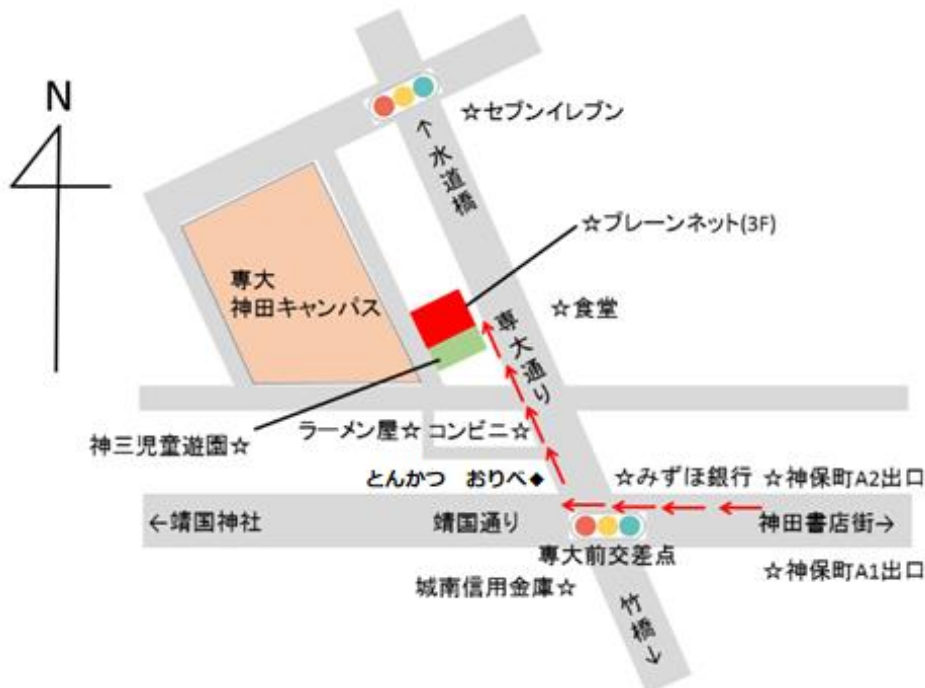 N
☆セブンイレブン
↑水道橋
☆ブレーンネット(3F)
専大
神田キャンパス
☆食堂
専大通り
神三児童遊園☆
ラーメン屋☆
コンビニ☆
とんかつ　おりべ◆
☆みずほ銀行
☆神保町A2出口
←靖国神社
靖国通り
神田書店街→
専大前交差点
☆神保町A1出口
城南信用金庫☆
竹橋↓